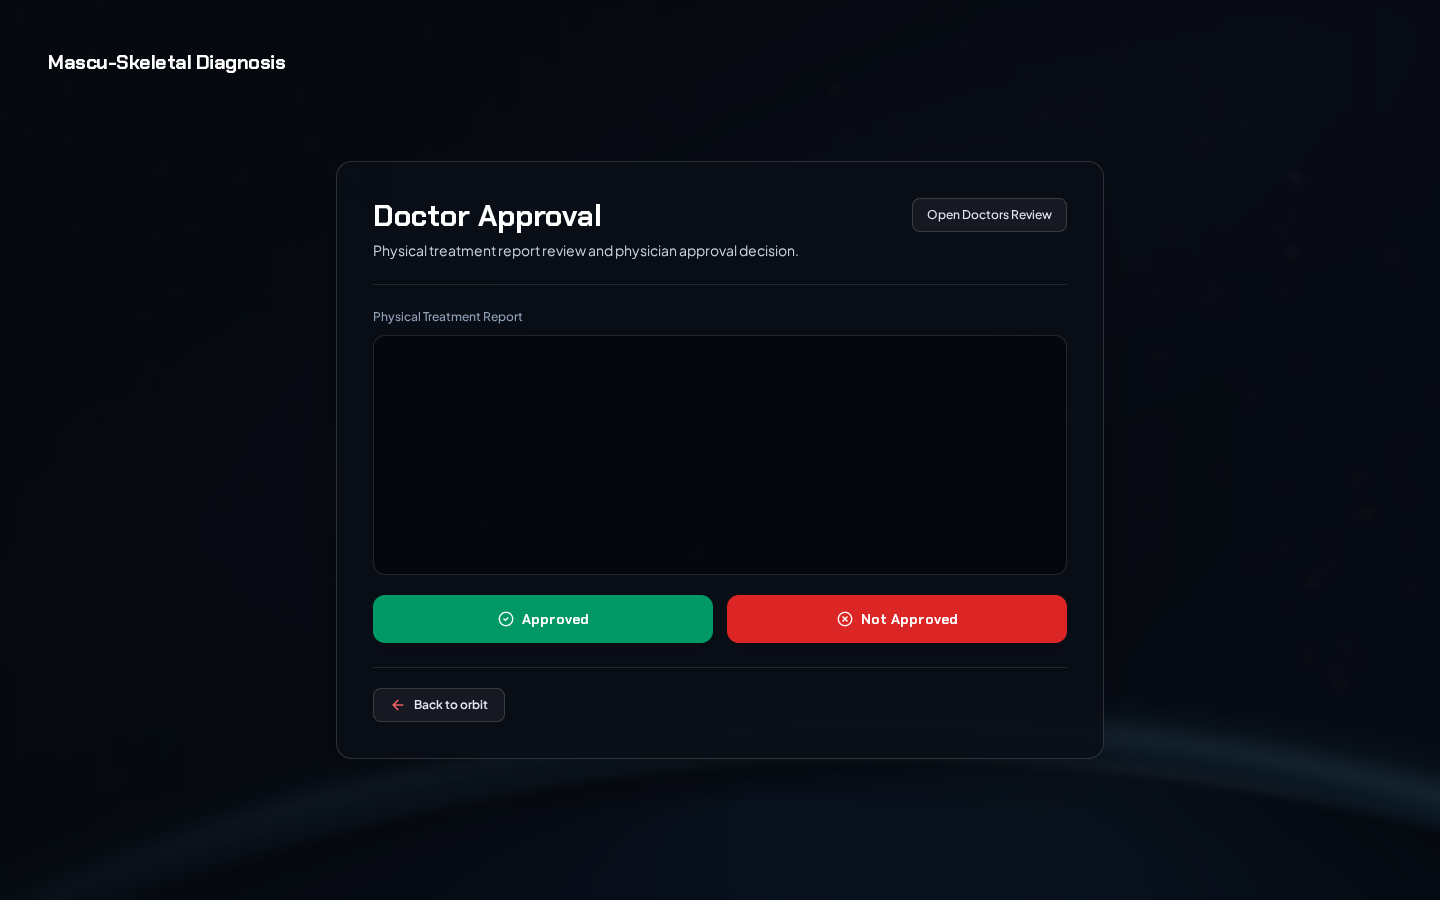 Mascu-Skeletal Diagnosis
Doctor Approval
Open Doctors Review
Physical treatment report review and physician approval decision.
Physical Treatment Report
Approved
Not Approved
Back to orbit